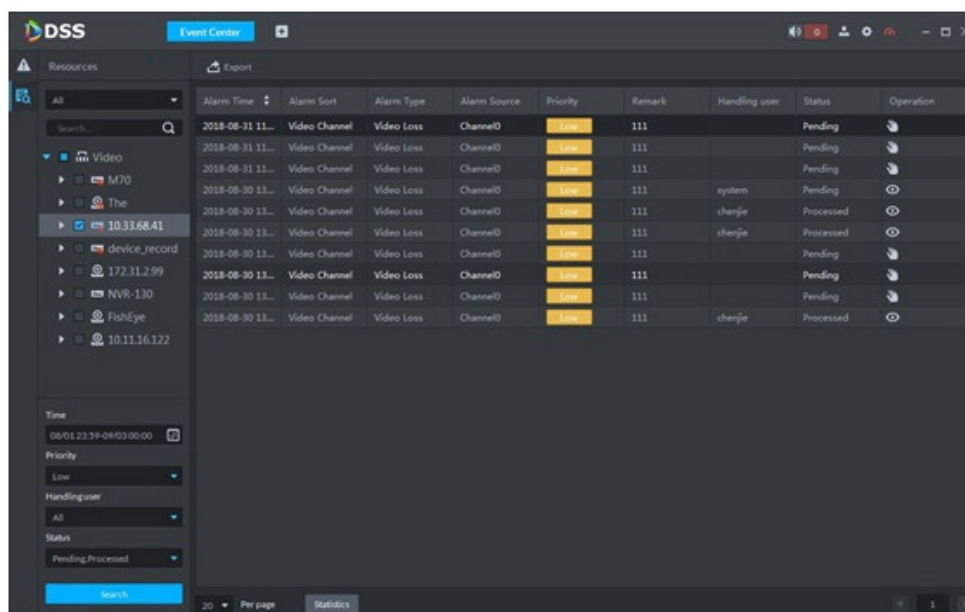 DSS
Event Center
0
Resources
Export
All
Search...
Video
M70
The
10.33.68.41
device_record
172.31.2.99
NVR-130
FishEye
10.11.16.122
Time
08/01 23:59-09/03 00:00
Priority
Low
Handling user
All
Status
Pending,Processed
Search
Alarm Time Alarm Sort Alarm Type Alarm Source Priority Remark Handling user Status Operation
2018-08-31 11... Video Channel Video Loss Channel0 Low 111 Pending
2018-08-31 11... Video Channel Video Loss Channel0 Low 111 Pending
2018-08-31 11... Video Channel Video Loss Channel0 Low 111 Pending
2018-08-30 13... Video Channel Video Loss Channel0 Low 111 system Pending
2018-08-30 13... Video Channel Video Loss Channel0 Low 111 chenjie Processed
2018-08-30 13... Video Channel Video Loss Channel0 Low 111 chenjie Processed
2018-08-30 13... Video Channel Video Loss Channel0 Low 111 Pending
2018-08-30 13... Video Channel Video Loss Channel0 Low 111 Pending
2018-08-30 13... Video Channel Video Loss Channel0 Low 111 Pending
2018-08-30 13... Video Channel Video Loss Channel0 Low 111 chenjie Processed
20 Per page Statistics
1